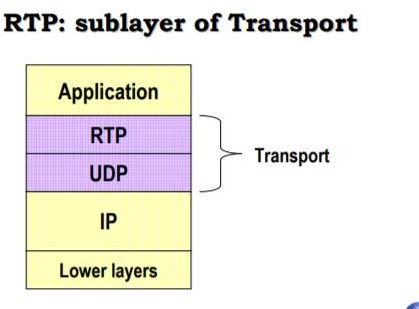 RTP: sublayer of Transport
Application
RTP
UDP
Transport
IP
Lower layers